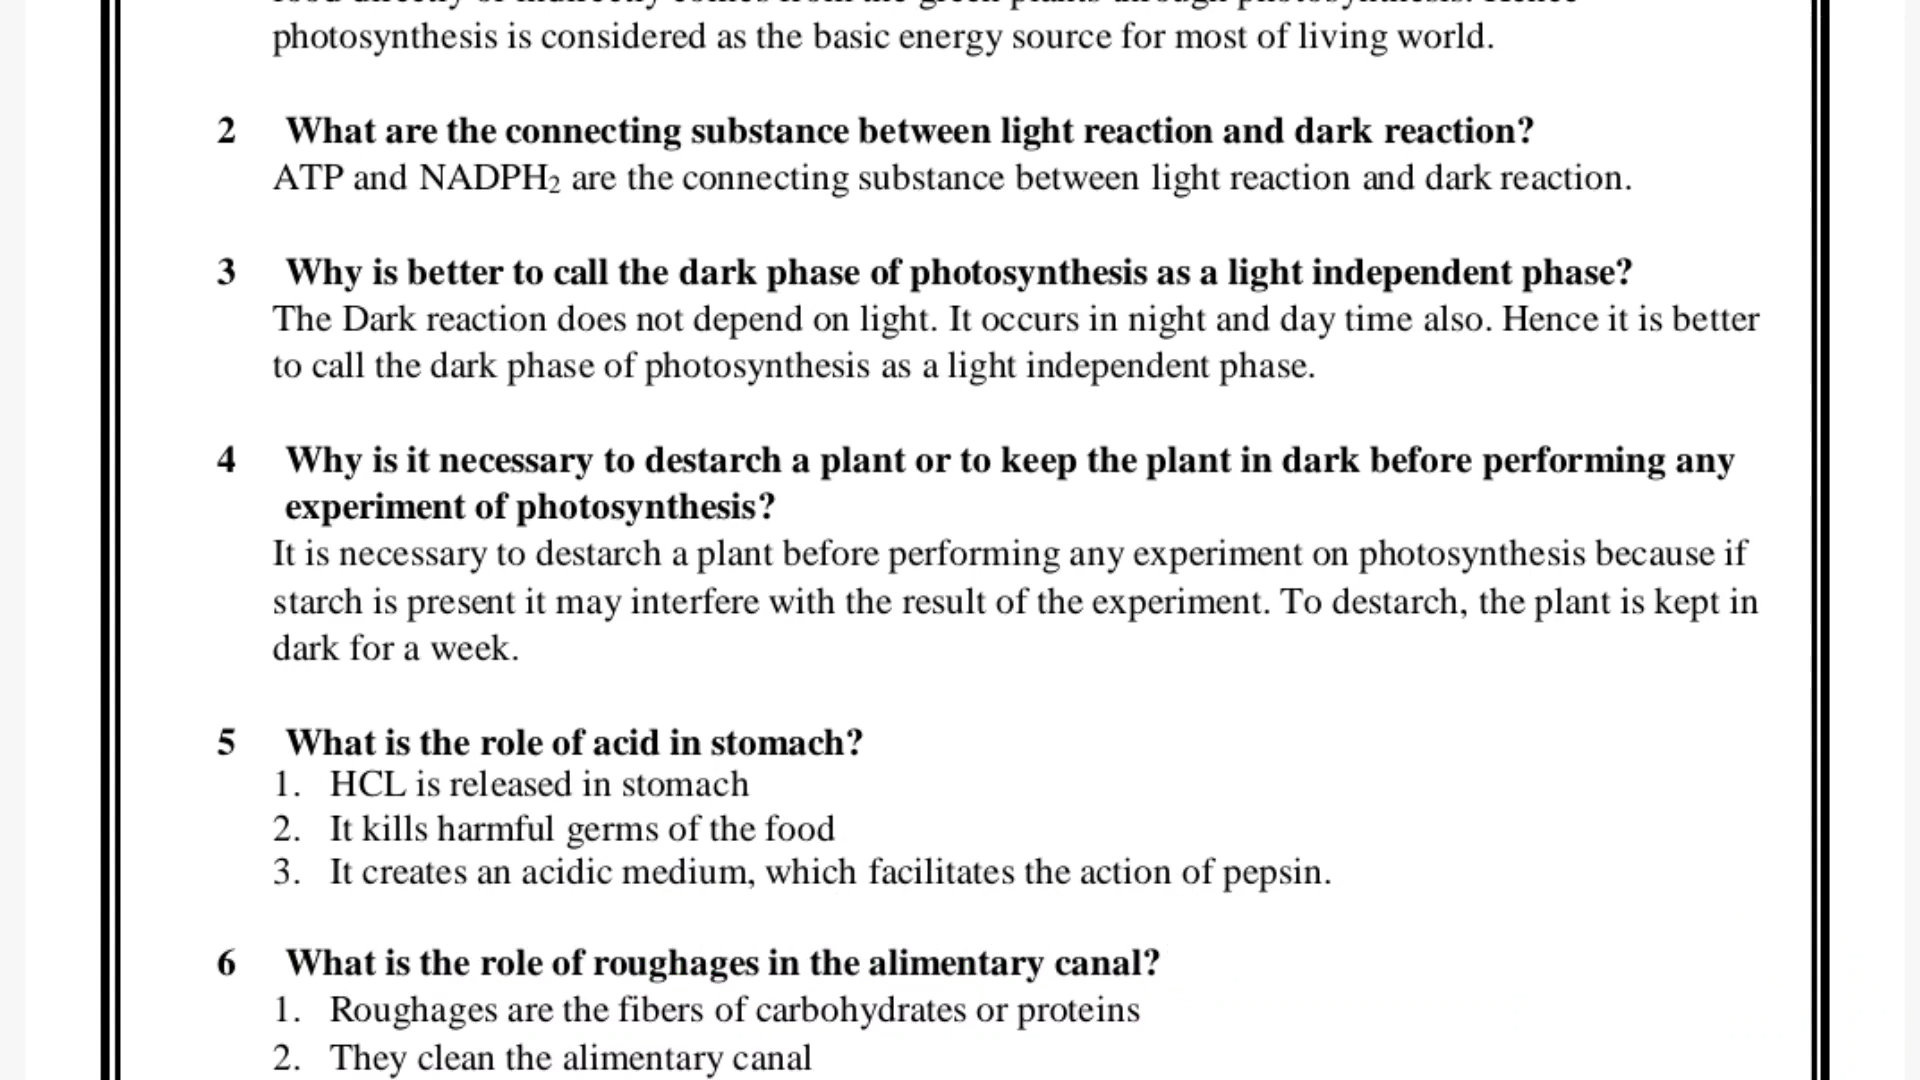 photosynthesis is considered as the basic energy source for most of living world.
2 What are the connecting substance between light reaction and dark reaction?
ATP and NADPH₂ are the connecting substance between light reaction and dark reaction.
3 Why is better to call the dark phase of photosynthesis as a light independent phase?
The Dark reaction does not depend on light. It occurs in night and day time also. Hence it is better
to call the dark phase of photosynthesis as a light independent phase.
4 Why is it necessary to destarch a plant or to keep the plant in dark before performing any
experiment of photosynthesis?
It is necessary to destarch a plant before performing any experiment on photosynthesis because if
starch is present it may interfere with the result of the experiment. To destarch, the plant is kept in
dark for a week.
5 What is the role of acid in stomach?
1. HCL is released in stomach
2. It kills harmful germs of the food
3. It creates an acidic medium, which facilitates the action of pepsin.
6 What is the role of roughages in the alimentary canal?
1. Roughages are the fibers of carbohydrates or proteins
2. They clean the alimentary canal